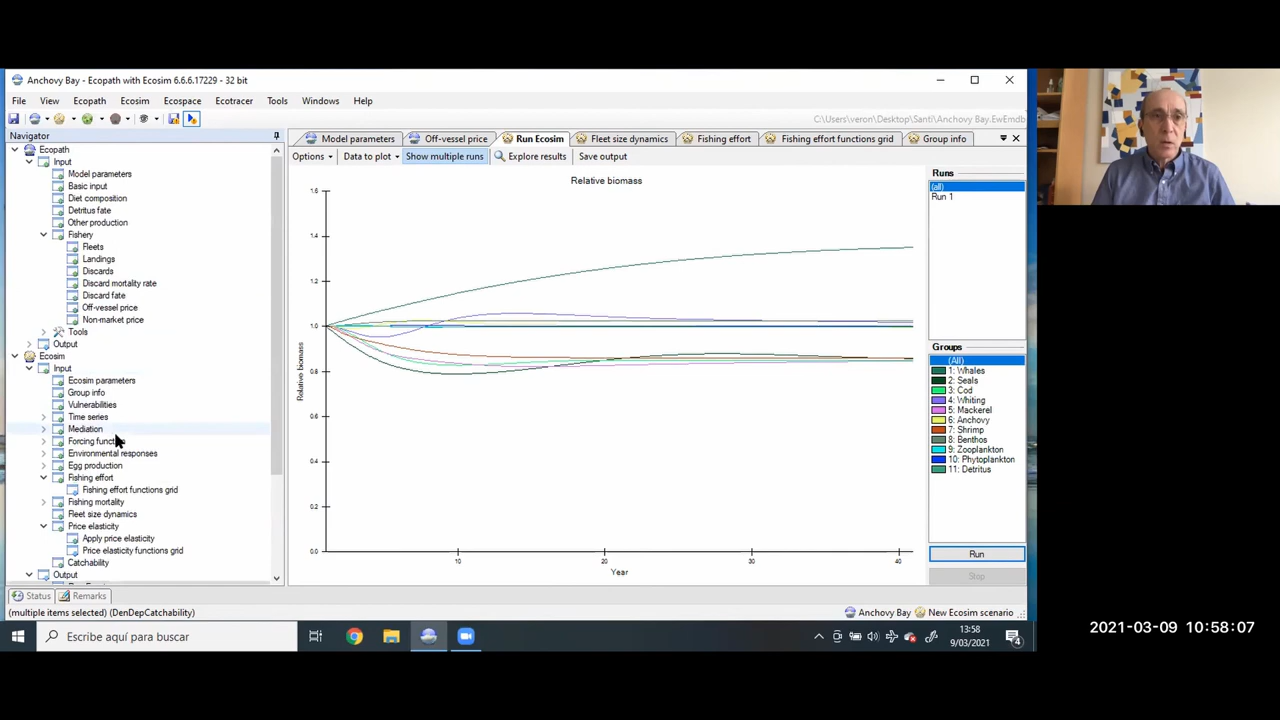 Anchovy Bay - Ecopath with Ecosim 6.6.6.17229 - 32 bit
File View Ecopath Ecosim Ecospace Ecotracer Tools Windows Help
C:\Users\veron\Desktop\Santi\Anchovy Bay.EwEmdb
Navigator
Ecopath
Input
Model parameters
Basic input
Diet composition
Detritus fate
Other production
Fishery
Fleets
Landings
Discards
Discard mortality rate
Discard fate
Off-vessel price
Non-market price
Tools
Output
Ecosim
Input
Ecosim parameters
Group info
Vulnerabilities
Time series
Mediation
Forcing functi
Environmental responses
Egg production
Fishing effort
Fishing effort functions grid
Fishing mortality
Fleet size dynamics
Price elasticity
Apply price elasticity
Price elasticity functions grid
Catchability
Output
Model parameters Off-vessel price Run Ecosim Fleet size dynamics Fishing effort Fishing effort functions grid Group info
Options Data to plot Show multiple runs Explore results Save output
Relative biomass
1.6
1.4
1.2
1.0
0.8
0.6
0.4
0.2
0.0
Relative biomass
10 20 30 40
Year
Runs
(all)
Run 1
Groups
(All)
1: Whales
2: Seals
3: Cod
4: Whiting
5: Mackerel
6: Anchovy
7: Shrimp
8: Benthos
9: Zooplankton
10: Phytoplankton
11: Detritus
Run
Stop
Status Remarks
(multiple items selected) (DenDepCatchability)
Anchovy Bay New Ecosim scenario
Escribe aquí para buscar
13:58
9/03/2021
4
2021-03-09 10:58:07